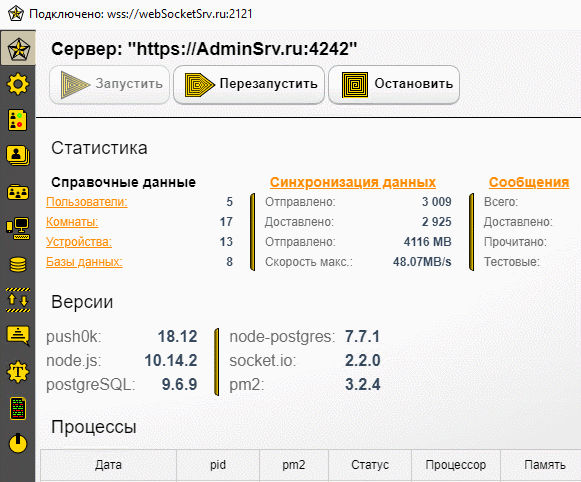 Подключено: wss://webSocketSrv.ru:2121
Сервер: "https://AdminSrv.ru:4242"
Запустить Перезапустить Остановить
Статистика
Справочные данные Синхронизация данных Сообщения
Пользователи: 5 Отправлено: 3 009 Всего:
Комнаты: 17 Доставлено: 2 925 Доставлено:
Устройства: 13 Отправлено: 4116 MB Прочитано:
Базы данных: 8 Скорость макс.: 48.07MB/s Тестовые:
Версии
push0k: 18.12 node-postgres: 7.7.1
node.js: 10.14.2 socket.io: 2.2.0
postgreSQL: 9.6.9 pm2: 3.2.4
Процессы
Дата pid pm2 Статус Процессор Память